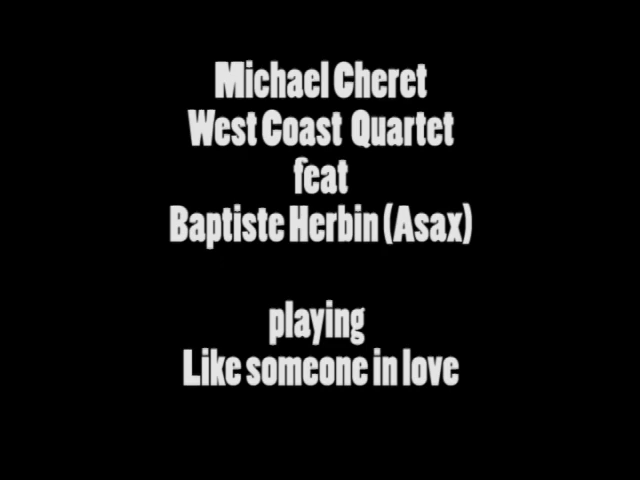 Michael Cheret
West Coast Quartet
feat
Baptiste Herbin (Asax)
playing
Like someone in love